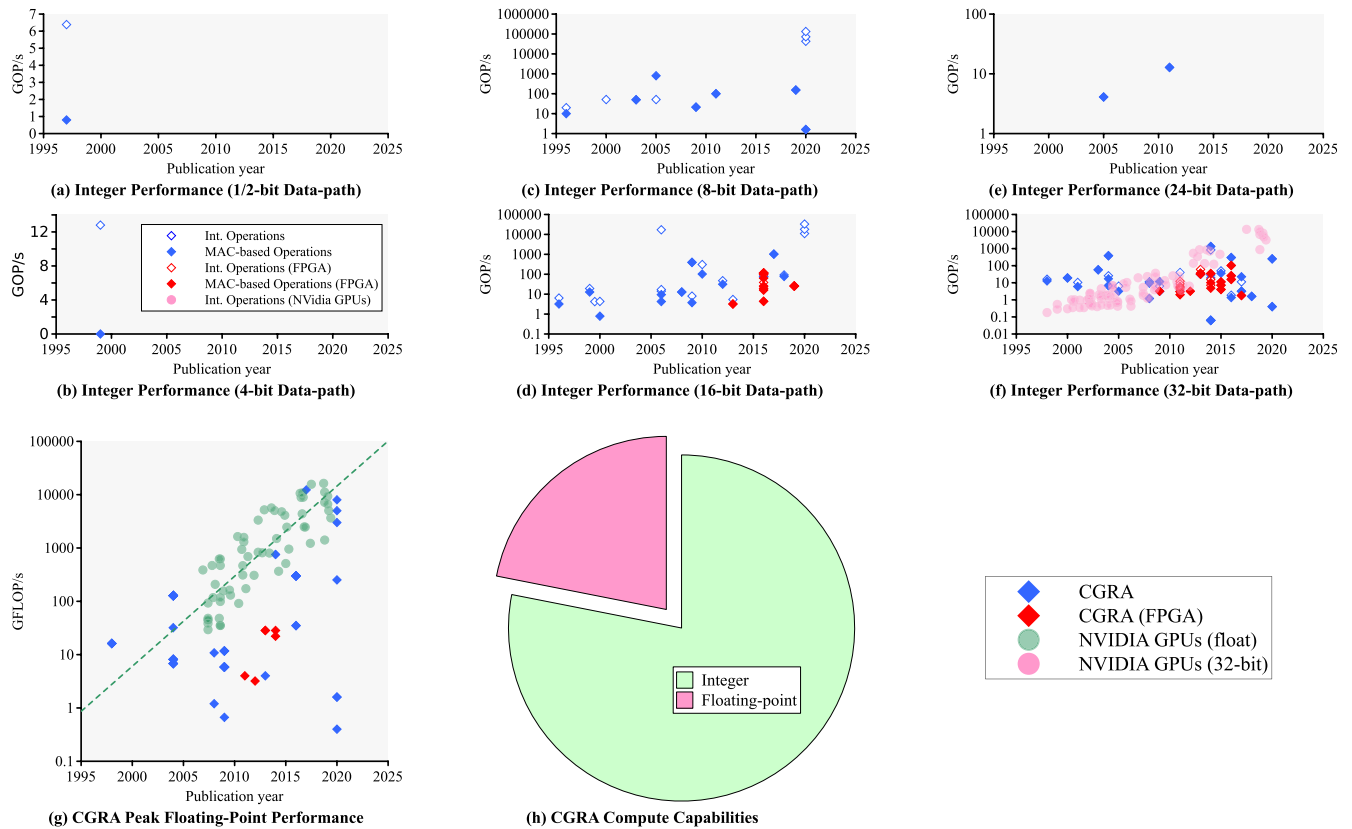 7
6
5
4
3
2
1
0
GOP/s
1995 2000 2005 2010 2015 2020 2025
Publication year
(a) Integer Performance (1/2-bit Data-path)
1000000
100000
10000
1000
100
10
1
GOP/s
1995 2000 2005 2010 2015 2020 2025
Publication year
(c) Integer Performance (8-bit Data-path)
100
10
1
GOP/s
1995 2000 2005 2010 2015 2020 2025
Publication year
(e) Integer Performance (24-bit Data-path)
12
8
4
0
GOP/s
Int. Operations
MAC-based Operations
Int. Operations (FPGA)
MAC-based Operations (FPGA)
Int. Operations (NVidia GPUs)
1995 2000 2005 2010 2015 2020 2025
Publication year
(b) Integer Performance (4-bit Data-path)
100000
10000
1000
100
10
1
0.1
GOP/s
1995 2000 2005 2010 2015 2020 2025
Publication year
(d) Integer Performance (16-bit Data-path)
100000
10000
1000
100
10
1
0.1
0.01
GOP/s
1995 2000 2005 2010 2015 2020 2025
Publication year
(f) Integer Performance (32-bit Data-path)
100000
10000
1000
100
10
1
0.1
GFLOP/s
1995 2000 2005 2010 2015 2020 2025
Publication year
(g) CGRA Peak Floating-Point Performance
Integer
Floating-point
(h) CGRA Compute Capabilities
CGRA
CGRA (FPGA)
NVIDIA GPUs (float)
NVIDIA GPUs (32-bit)